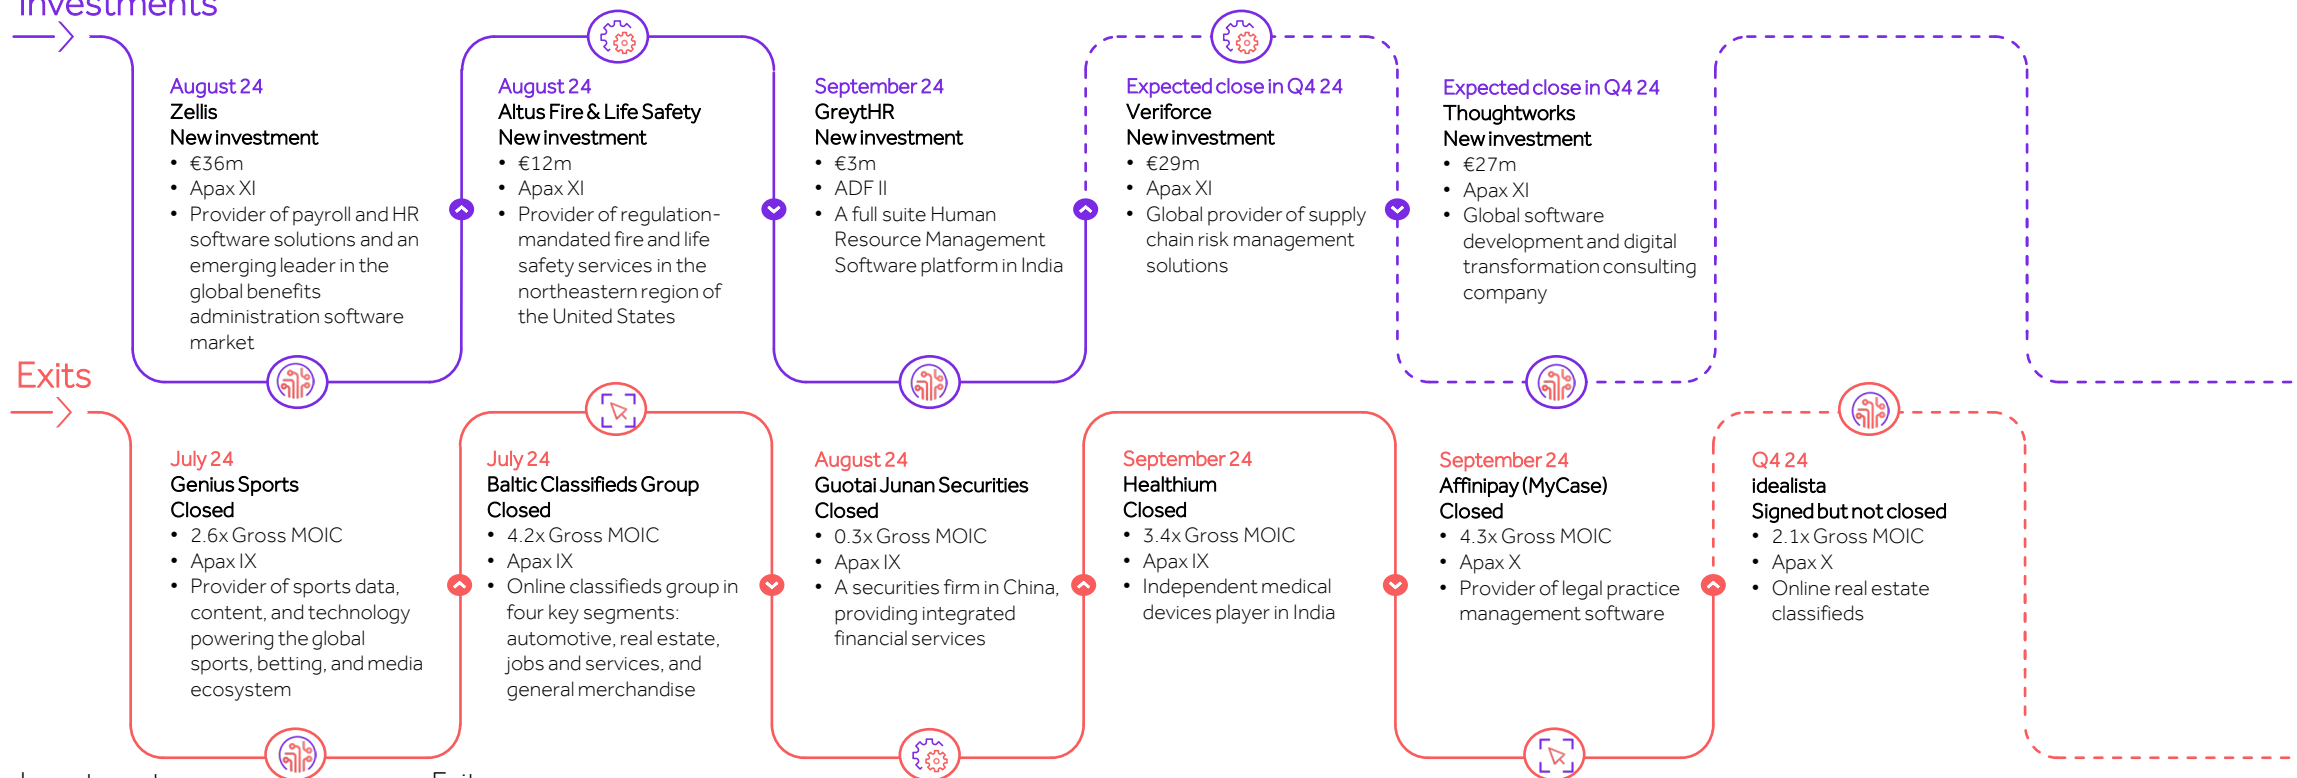 Investments
August 24
Zellis
New investment
• €36m
• Apax XI
• Provider of payroll and HR
software solutions and an
emerging leader in the
global benefits
administration software
market
August 24
Altus Fire & Life Safety
New investment
• €12m
• Apax XI
• Provider of regulation-
mandated fire and life
safety services in the
northeastern region of
the United States
September 24
GreytHR
New investment
• €3m
• ADF II
• A full suite Human
Resource Management
Software platform in India
Expected close in Q4 24
Veriforce
New investment
• €29m
• Apax XI
• Global provider of supply
chain risk management
solutions
Expected close in Q4 24
Thoughtworks
New investment
• €27m
• Apax XI
• Global software
development and digital
transformation consulting
company
Exits
July 24
Genius Sports
Closed
• 2.6x Gross MOIC
• Apax IX
• Provider of sports data,
content, and technology
powering the global
sports, betting, and media
ecosystem
July 24
Baltic Classifieds Group
Closed
• 4.2x Gross MOIC
• Apax IX
• Online classifieds group in
four key segments:
automotive, real estate,
jobs and services, and
general merchandise
August 24
Guotai Junan Securities
Closed
• 0.3x Gross MOIC
• Apax IX
• A securities firm in China,
providing integrated
financial services
September 24
Healthium
Closed
• 3.4x Gross MOIC
• Apax IX
• Independent medical
devices player in India
September 24
Affinipay (MyCase)
Closed
• 4.3x Gross MOIC
• Apax X
• Provider of legal practice
management software
Q4 24
idealista
Signed but not closed
• 2.1x Gross MOIC
• Apax X
• Online real estate
classifieds